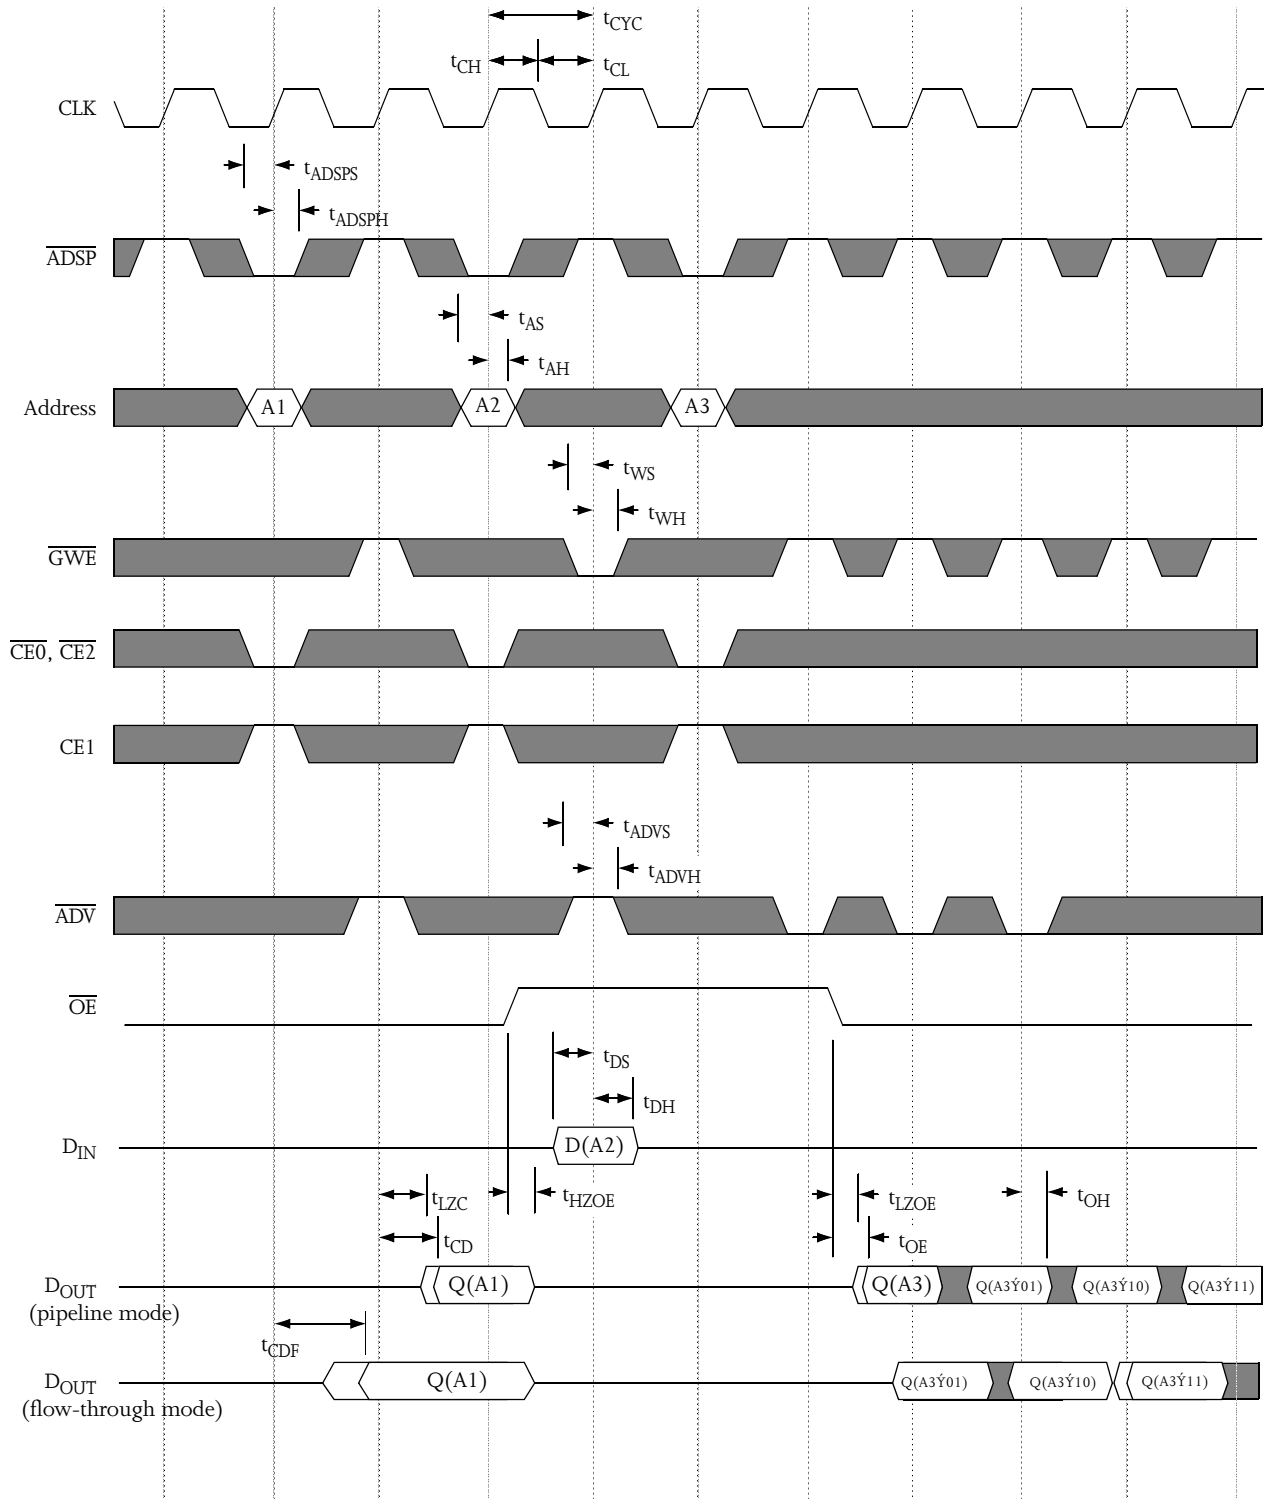 tCYC
tCH tCL
CLK
tADSPS
tADSPH
ADSP
tAS
tAH
Address A1 A2 A3
tWS
tWH
GWE
CE0, CE2
CE1
tADVS
tADVH
ADV
OE
tDS
tDH
DIN D(A2)
tLZC tHZOE tLZOE tOH
tCD tOE
DOUT Q(A1) Q(A3) Q(A3Ý01) Q(A3Ý10) Q(A3Ý11)
(pipeline mode)
tCDF
DOUT Q(A1) Q(A3Ý01) Q(A3Ý10) Q(A3Ý11)
(flow-through mode)